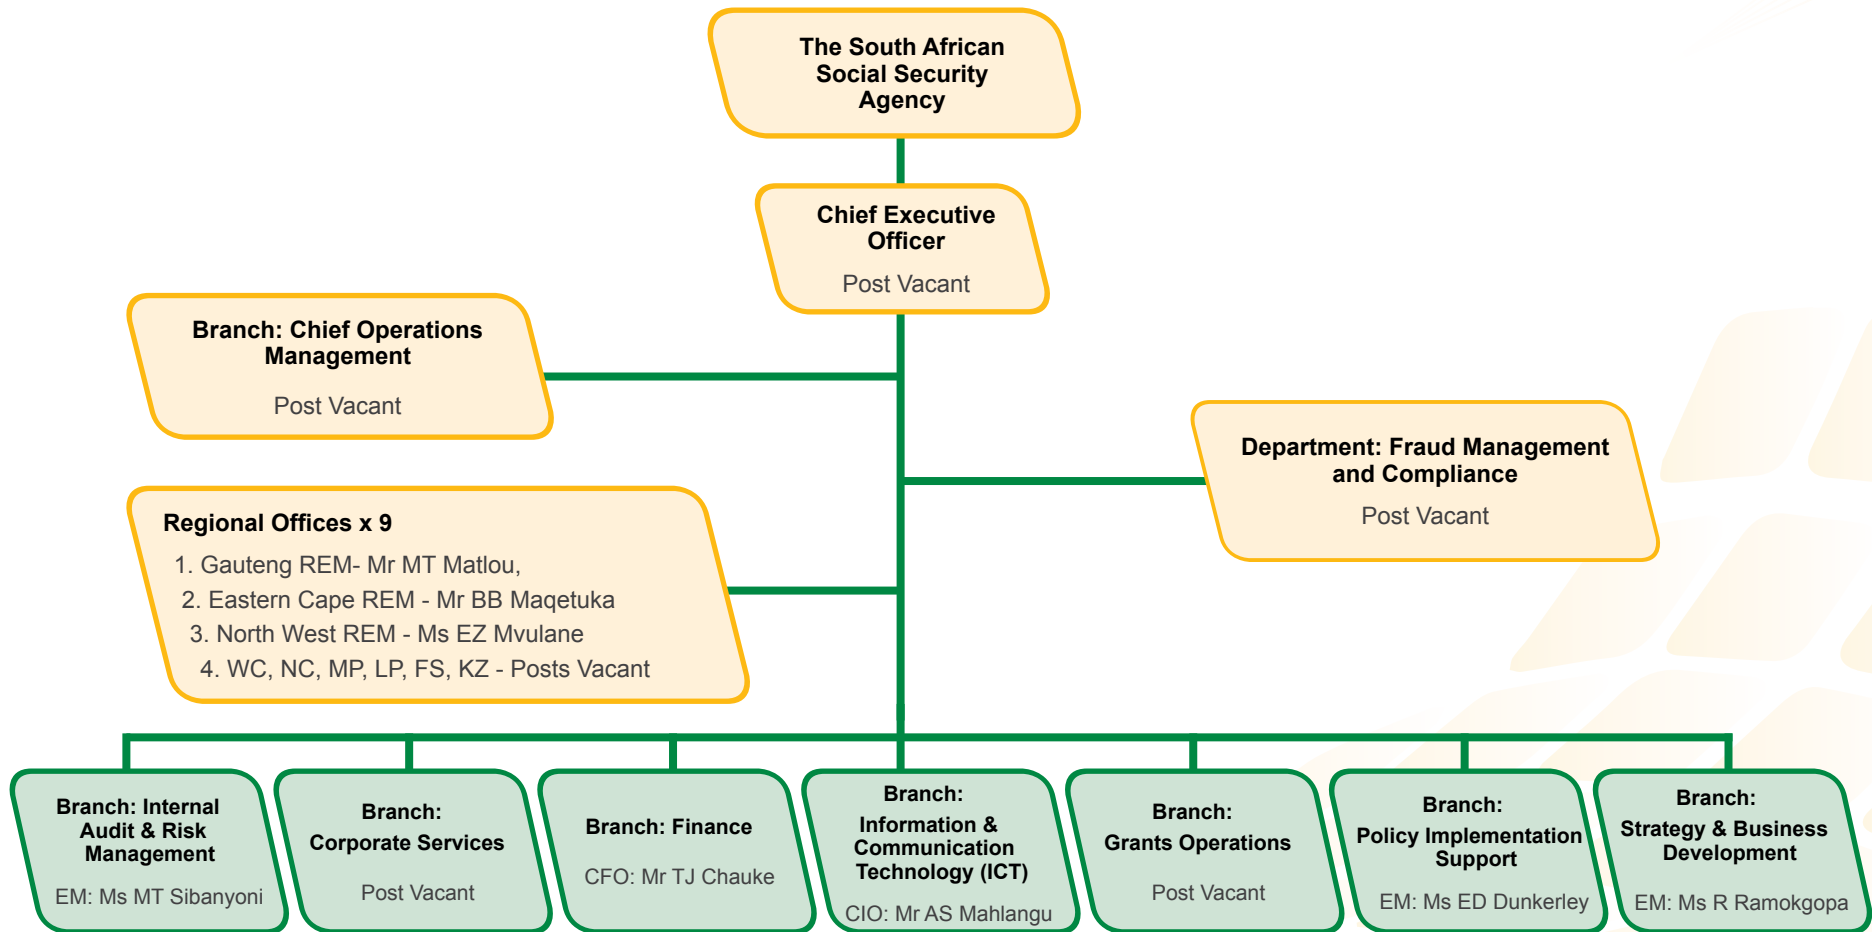 The South African
Social Security
Agency
Chief Executive
Officer
Post Vacant
Branch: Chief Operations
Management
Post Vacant
Department: Fraud Management
and Compliance
Post Vacant
Regional Offices x 9
1. Gauteng REM- Mr MT Matlou,
2. Eastern Cape REM - Mr BB Maqetuka
3. North West REM - Ms EZ Mvulane
4. WC, NC, MP, LP, FS, KZ - Posts Vacant
Branch: Internal
Audit & Risk
Management
EM: Ms MT Sibanyoni
Branch:
Corporate Services
Post Vacant
Branch: Finance
CFO: Mr TJ Chauke
Branch:
Information &
Communication
Technology (ICT)
CIO: Mr AS Mahlangu
Branch:
Grants Operations
Post Vacant
Branch:
Policy Implementation
Support
EM: Ms ED Dunkerley
Branch:
Strategy & Business
Development
EM: Ms R Ramokgopa